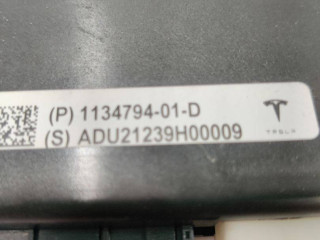 (P) 1134794-01-D
(S) ADU21239H00009
TESLA